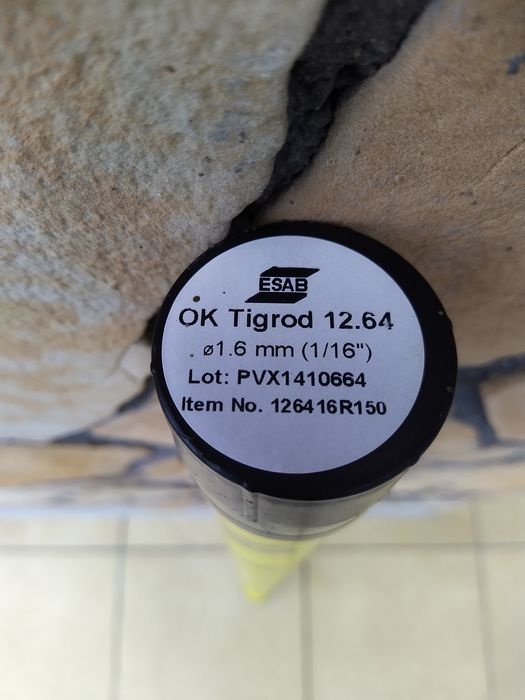 ESAB
OK Tigrod 12.64
ø1.6 mm (1/16")
Lot: PVX1410664
Item No. 126416R150